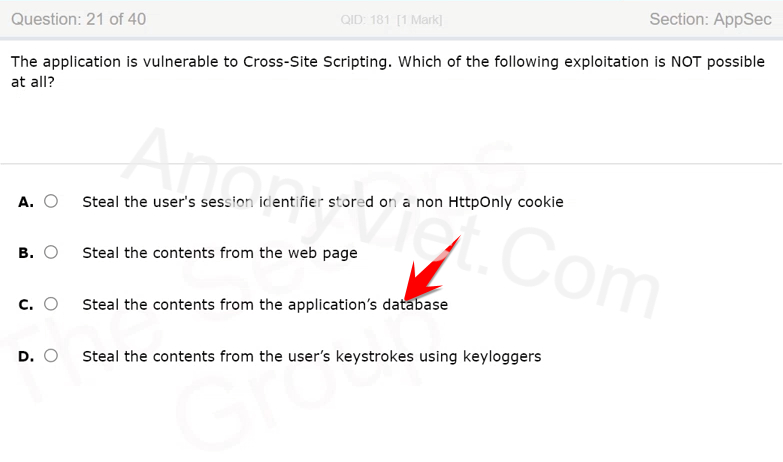 Question: 21 of 40 QID: 181 [1 Mark] Section: AppSec
The application is vulnerable to Cross-Site Scripting. Which of the following exploitation is NOT possible
at all?
A. Steal the user's session identifier stored on a non HttpOnly cookie
B. Steal the contents from the web page
C. Steal the contents from the application’s database
D. Steal the contents from the user’s keystrokes using keyloggers
AnonyViet.Com
The SecOps
Group